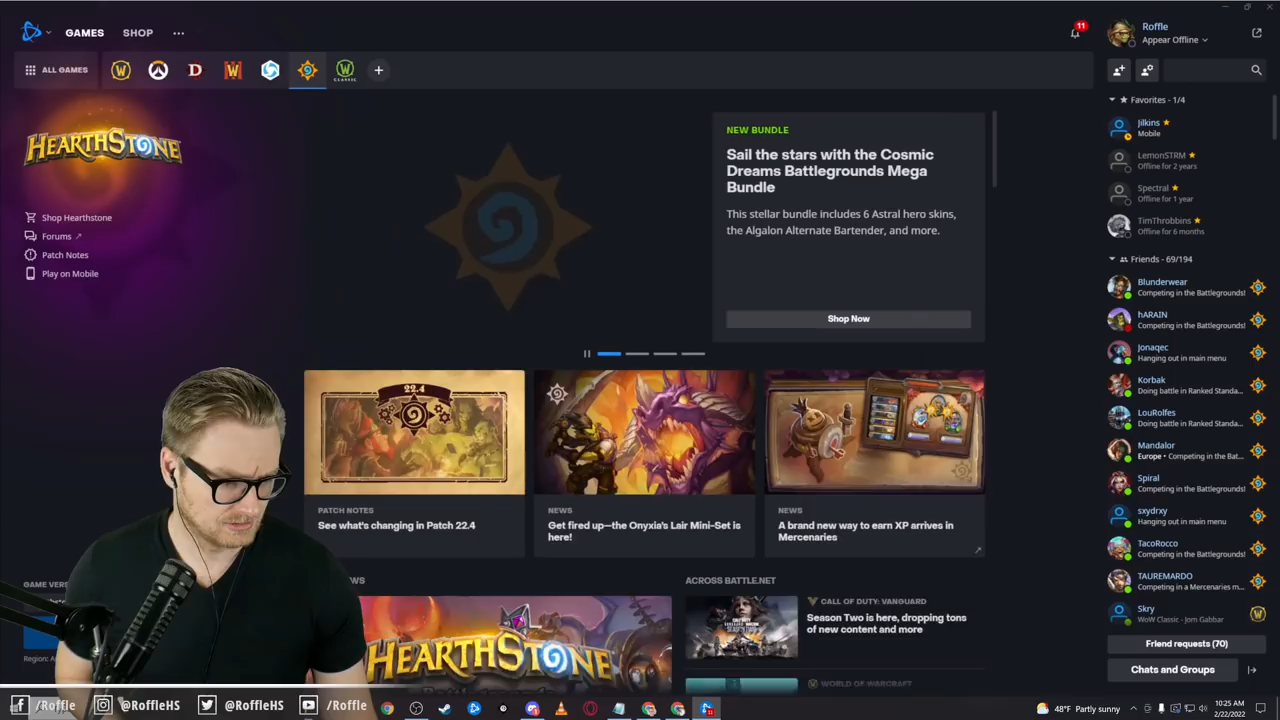 GAMES
SHOP
11
Roffle
Appear Offline
ALL GAMES
HEARTHSTONE
Shop Hearthstone
Forums
Patch Notes
Play on Mobile
NEW BUNDLE
Sail the stars with the Cosmic
Dreams Battlegrounds Mega
Bundle
This stellar bundle includes 6 Astral hero skins,
the Algalon Alternate Bartender, and more.
Shop Now
22.4
PATCH NOTES
See what's changing in Patch 22.4
NEWS
Get fired up—the Onyxia's Lair Mini-Set is
here!
NEWS
A brand new way to earn XP arrives in
Mercenaries
GAME VER
Region: A
EWS
HEARTHSTONE
ACROSS BATTLE.NET
CALL OF DUTY: VANGUARD
Season Two is here, dropping tons
of new content and more
WORLD OF WARCRAFT
Favorites - 1/4
Jilkins
Mobile
LemonSTRM
Offline for 2 years
Spectral
Offline for 1 year
TimThrobbins
Offline for 6 months
Friends - 69/194
Blunderwear
Competing in the Battlegrounds!
hARAIN
Competing in the Battlegrounds!
Jonaqec
Hanging out in main menu
Korbak
Doing battle in Ranked Standa...
LouRolfes
Doing battle in Ranked Standa...
Mandalor
Europe • Competing in the Bat...
Spiral
Competing in the Battlegrounds!
sxydrxy
Hanging out in main menu
TacoRocco
Competing in the Battlegrounds!
TAUREMARDO
Competing in a Mercenaries m...
Skry
WoW Classic - Jom Gabbar
Friend requests (70)
Chats and Groups
/Roffle
@RoffleHS
@RoffleHS
/Roffle
48°F Partly sunny
10:25 AM
2/22/2022